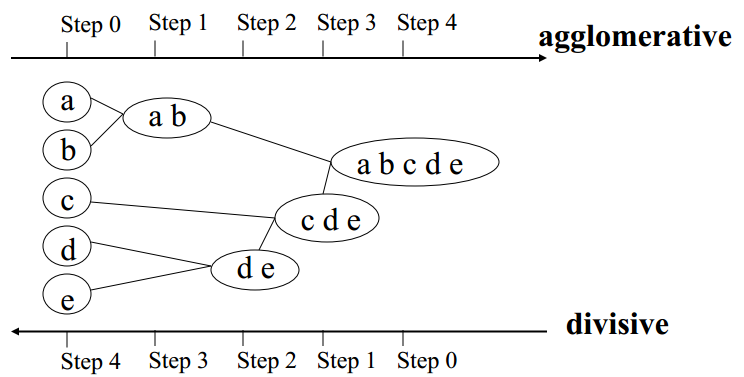 Step 0 Step 1 Step 2 Step 3 Step 4
agglomerative
a
a b
b
a b c d e
c
c d e
d
d e
e
divisive
Step 4 Step 3 Step 2 Step 1 Step 0